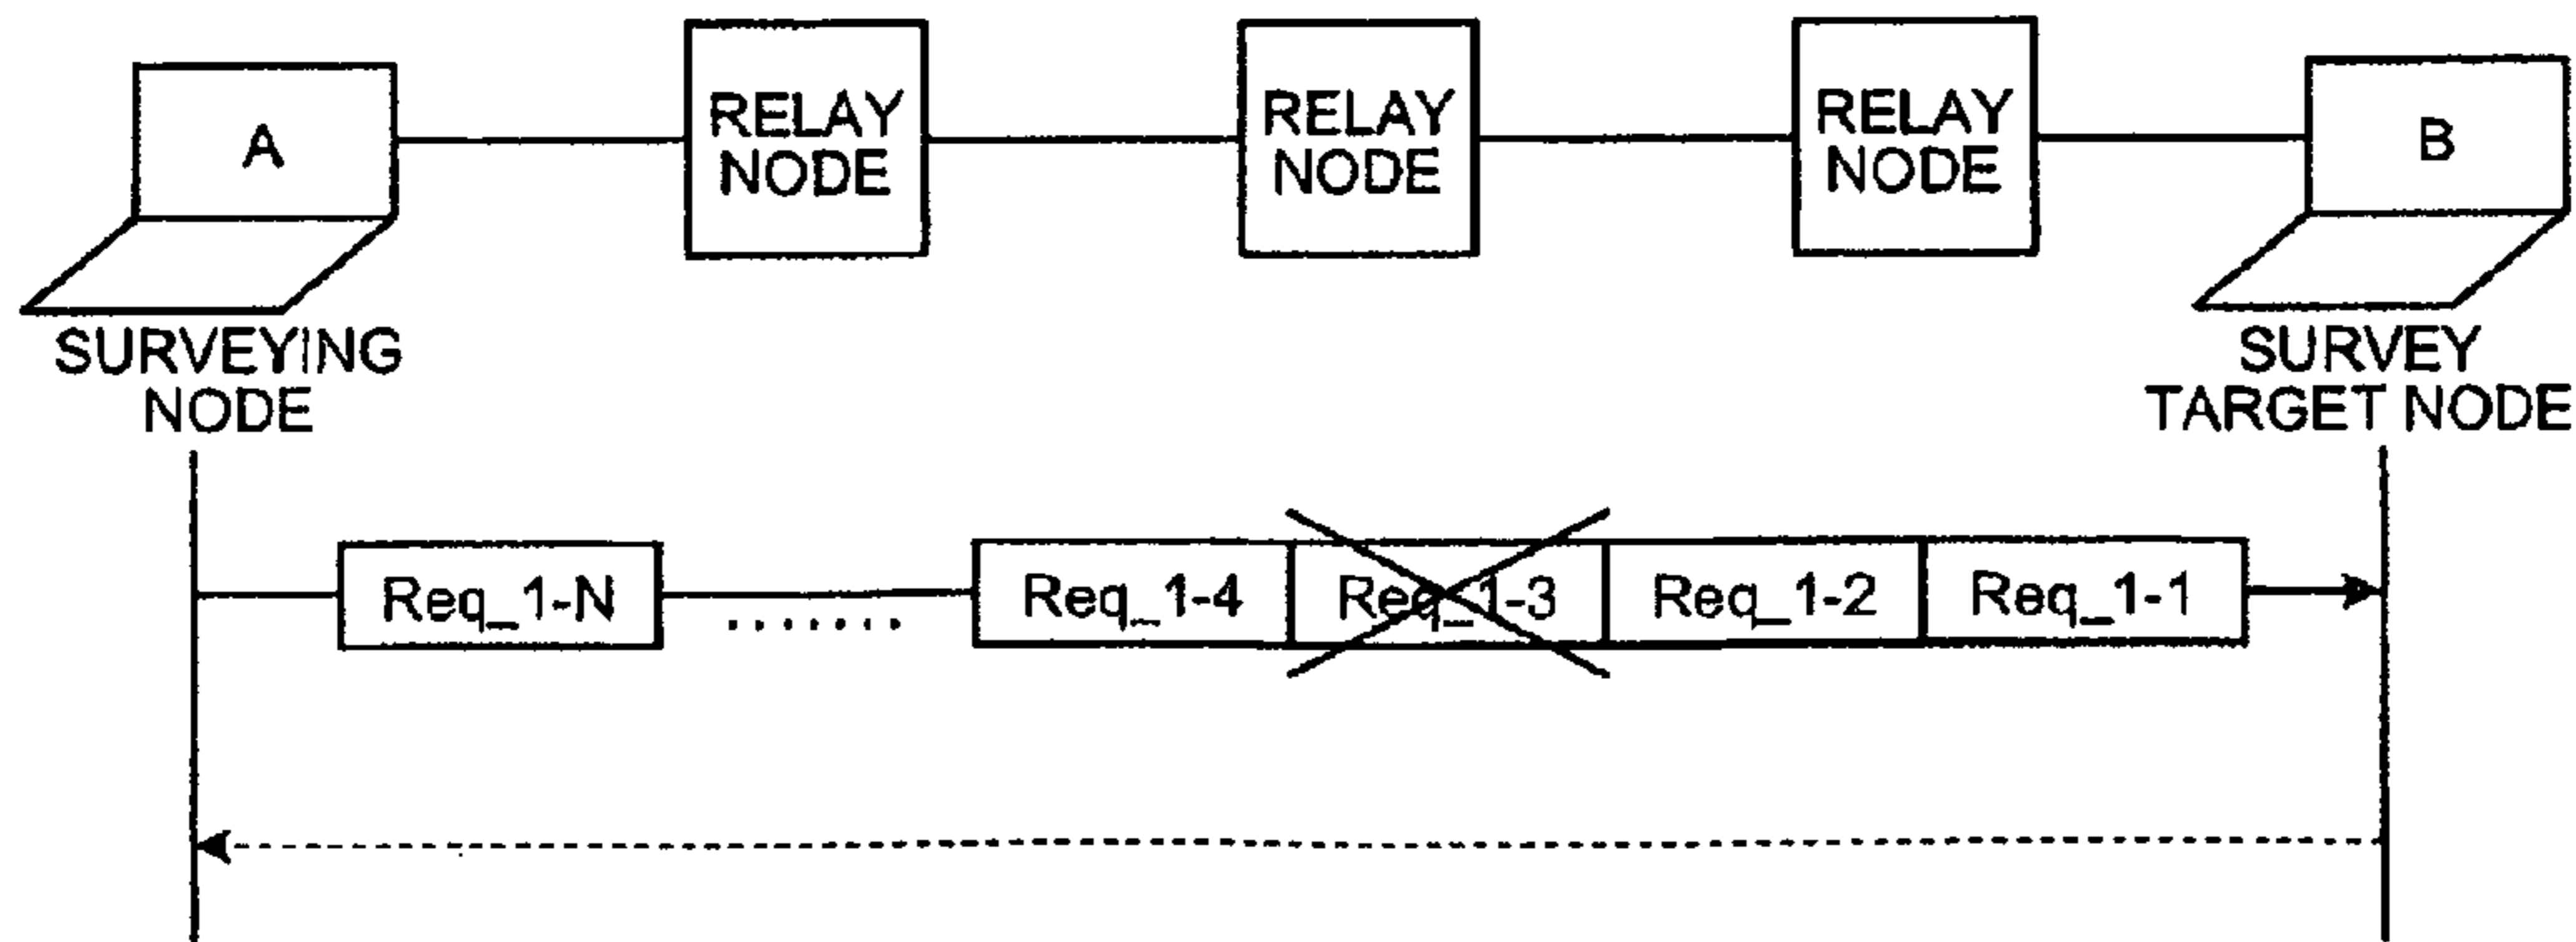 A
RELAY
NODE
RELAY
NODE
RELAY
NODE
B
SURVEYING
NODE
SURVEY
TARGET NODE
Req_1-N
.......
Req_1-4
Req_1-3
Req_1-2
Req_1-1